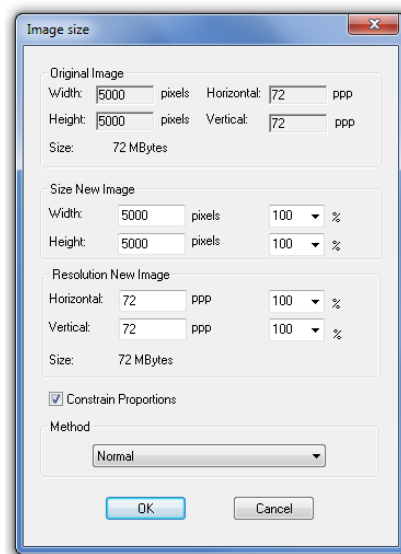 Image size
Original Image
Width: 5000 pixels Horizontal: 72 ppp
Height: 5000 pixels Vertical: 72 ppp
Size: 72 MBytes
Size New Image
Width: 5000 pixels 100 %
Height: 5000 pixels 100 %
Resolution New Image
Horizontal: 72 ppp 100 %
Vertical: 72 ppp 100 %
Size: 72 MBytes
Constrain Proportions
Method
Normal
OK Cancel